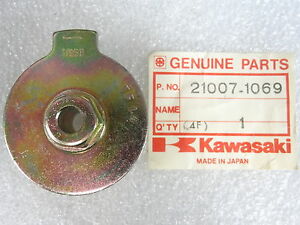 GENUINE PARTS
P. NO. 21007-1069
NAME
Q'TY (4F) 1
Kawasaki
MADE IN JAPAN